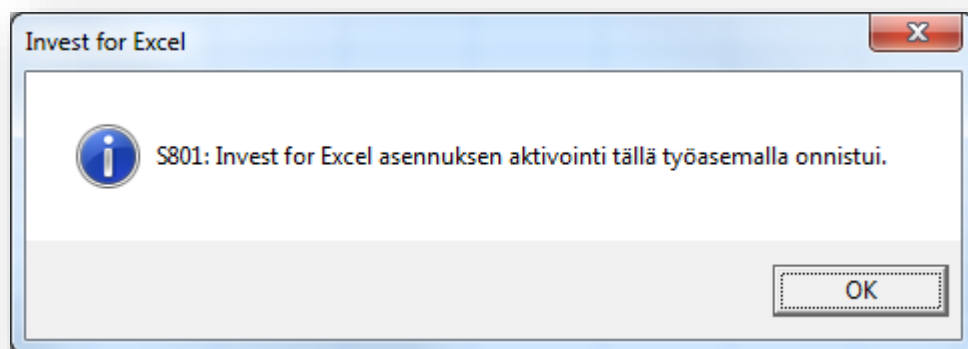 Invest for Excel
S801: Invest for Excel asennuksen aktivointi tällä työasemalla onnistui.
OK